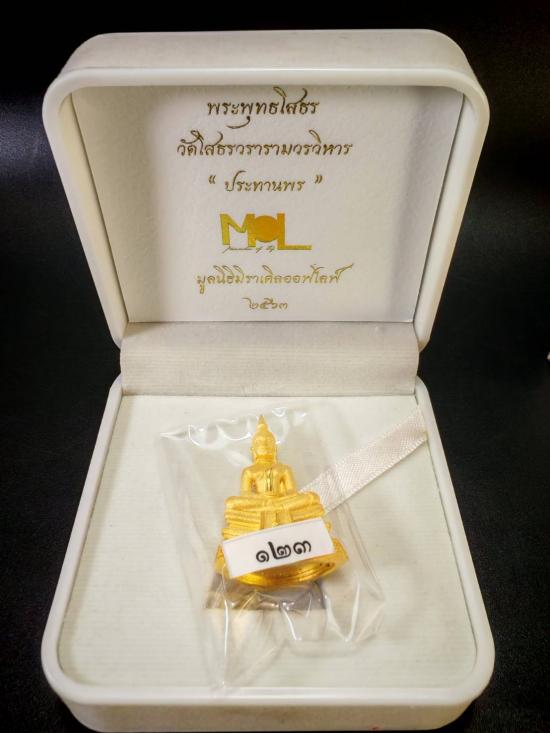 พระพุทธโสธร
วัดโสธรวรารามวรวิหาร
“ ประทานพร ”
MOL
มูลนิธิมิราเคิลออฟไลฟ์
๒๕๖๓
๑๒๓